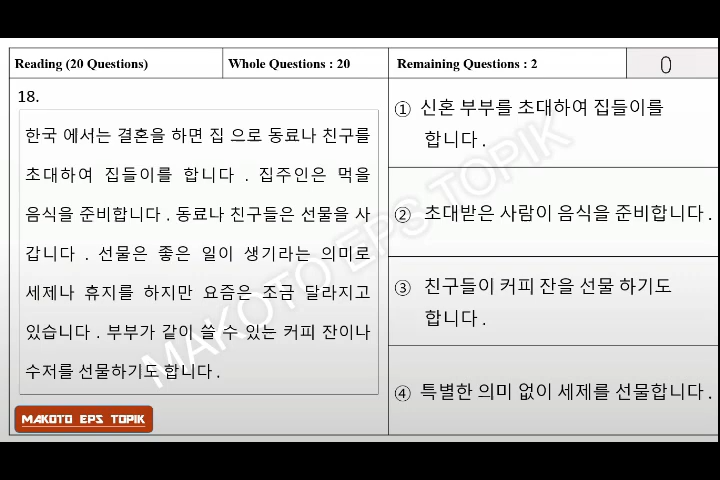 Reading (20 Questions)
Whole Questions : 20
Remaining Questions : 2
0
18.
한국 에서는 결혼을 하면 집 으로 동료나 친구를
초대하여 집들이를 합니다 . 집주인은 먹을
음식을 준비합니다 . 동료나 친구들은 선물을 사
갑니다 . 선물은 좋은 일이 생기라는 의미로
세제나 휴지를 하지만 요즘은 조금 달라지고
있습니다 . 부부가 같이 쓸 수 있는 커피 잔이나
수저를 선물하기도 합니다 .
① 신혼 부부를 초대하여 집들이를
합니다 .
② 초대받은 사람이 음식을 준비합니다 .
③ 친구들이 커피 잔을 선물 하기도
합니다 .
④ 특별한 의미 없이 세제를 선물합니다 .
MAKOTO EPS TOPIK
MAKOTO EPS TOPIK